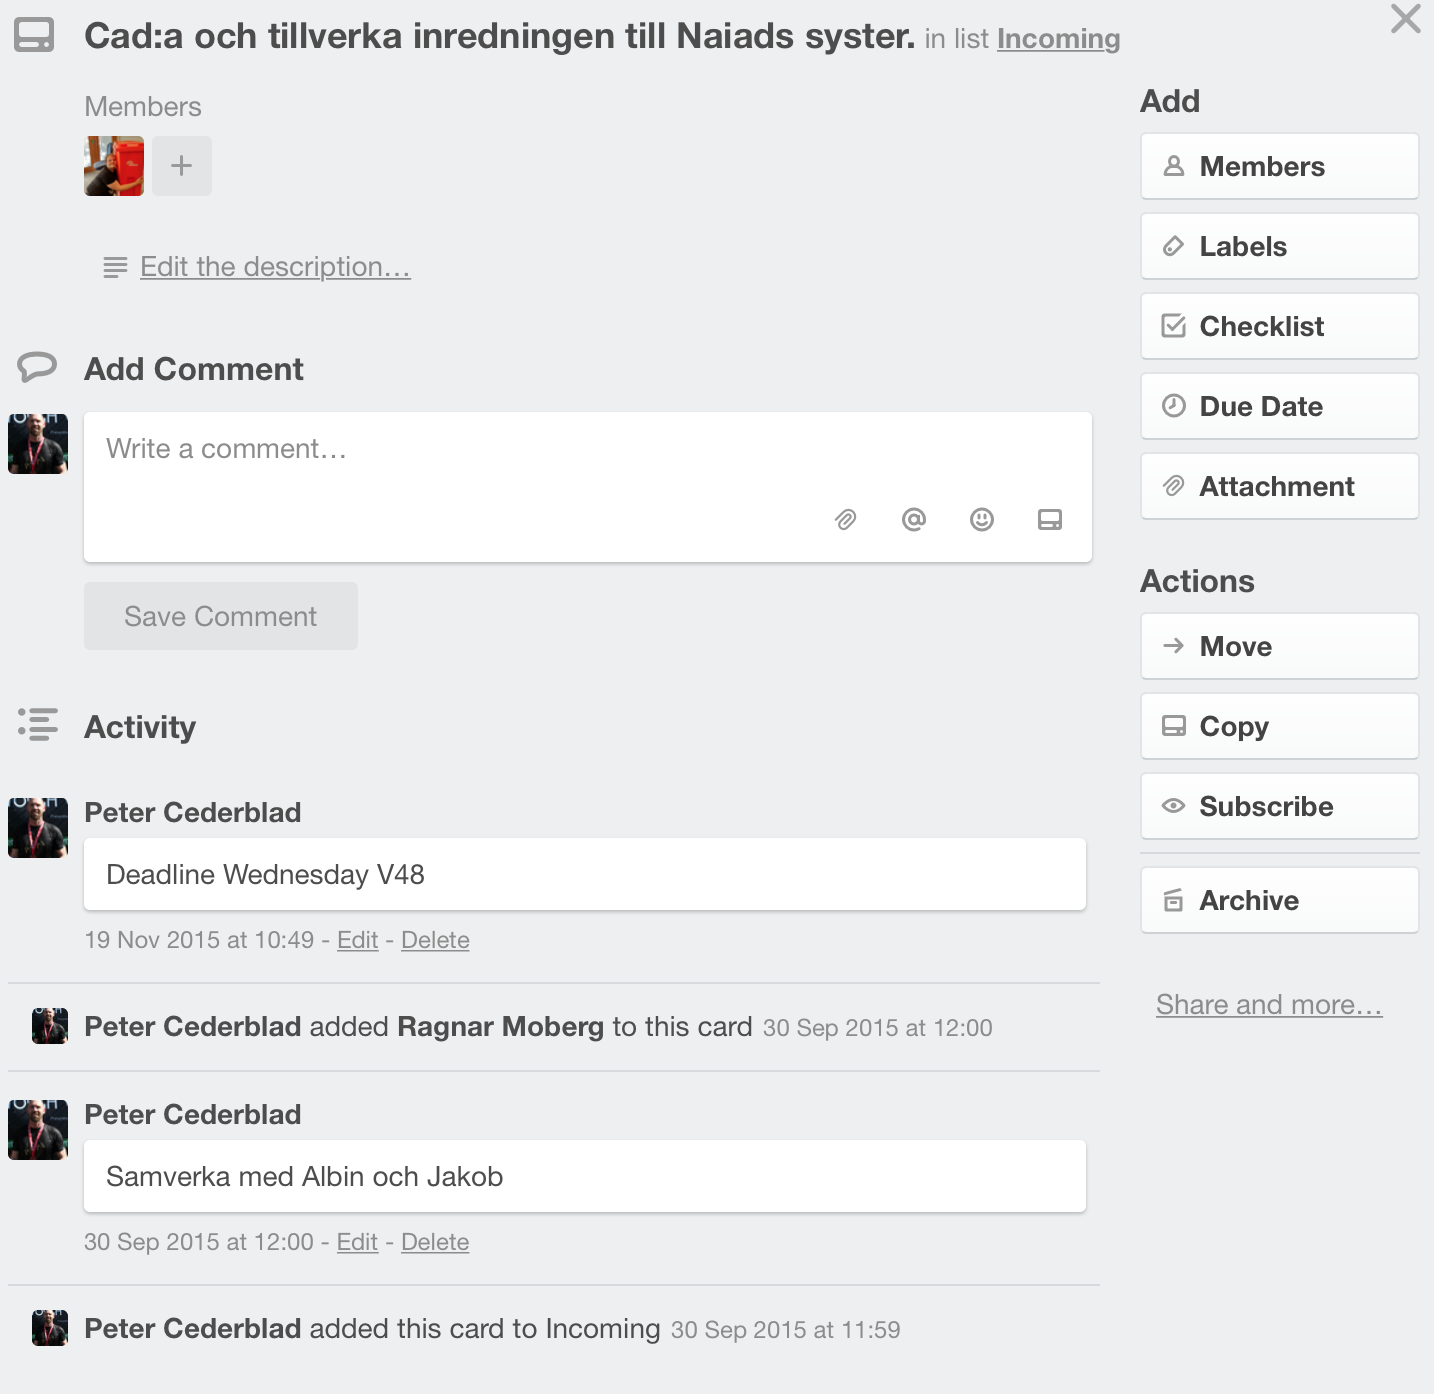 Cad:a och tillverka inredningen till Naiads syster. in list Incoming
Members
Edit the description…
Add Comment
Write a comment…
Save Comment
Activity
Peter Cederblad
Deadline Wednesday V48
19 Nov 2015 at 10:49 - Edit - Delete
Peter Cederblad added Ragnar Moberg to this card 30 Sep 2015 at 12:00
Peter Cederblad
Samverka med Albin och Jakob
30 Sep 2015 at 12:00 - Edit - Delete
Peter Cederblad added this card to Incoming 30 Sep 2015 at 11:59
Add
Members
Labels
Checklist
Due Date
Attachment
Actions
Move
Copy
Subscribe
Archive
Share and more…